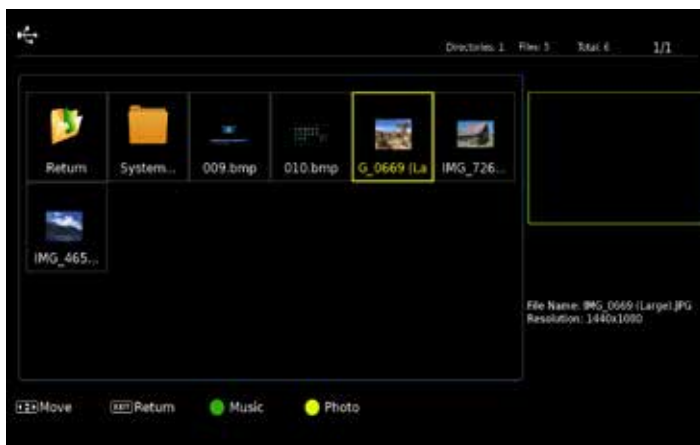 Directories: 1 Files: 5 Total: 6 1/1
Return System... 009.bmp 010.bmp G_0669 (La IMG_726...
IMG_465...
File Name: IMG_0669 (Large).JPG
Resolution: 1440x1080
Move EXIT Return Music Photo